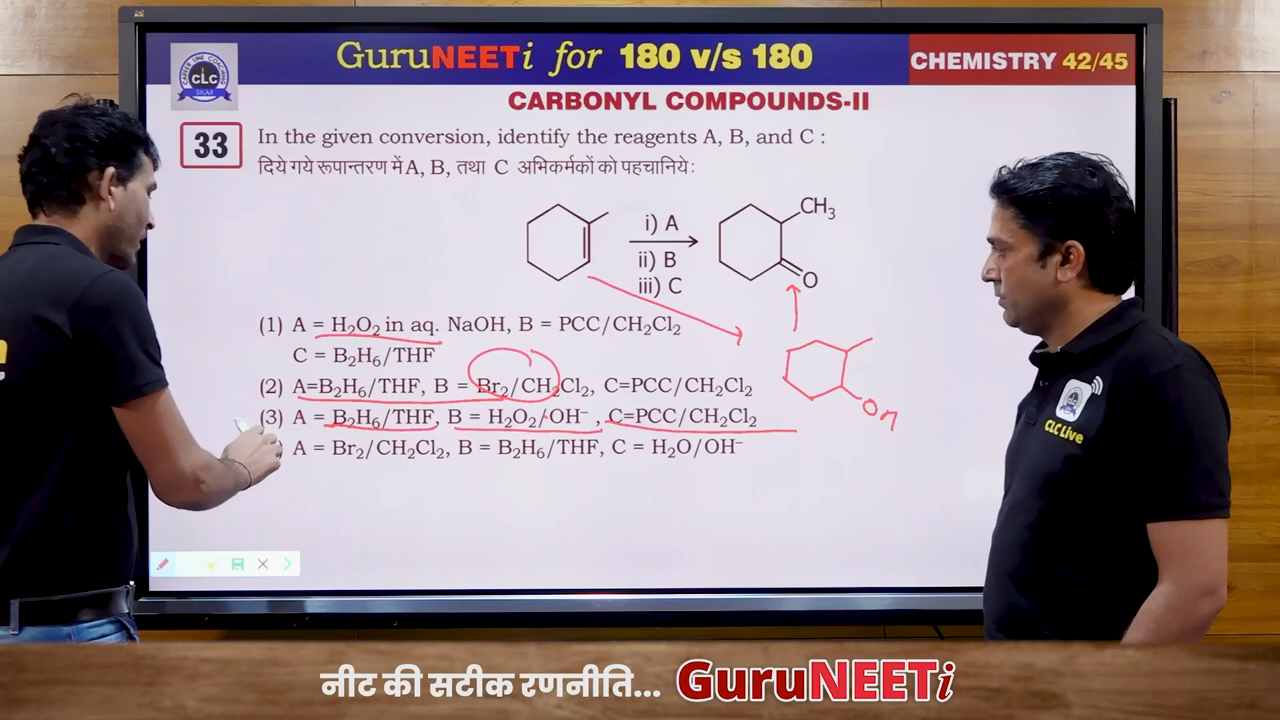 GuruNEETi for 180 v/s 180
CHEMISTRY 42/45
CLC
SIKAR
CARBONYL COMPOUNDS-II
33
In the given conversion, identify the reagents A, B, and C :
दिये गये रूपान्तरण में A, B, तथा C अभिकर्मकों को पहचानिये:
i) A
ii) B
iii) C
CH₃
O
(1) A = H₂O₂ in aq. NaOH, B = PCC/CH₂Cl₂
C = B₂H₆/THF
(2) A=B₂H₆/THF, B = Br₂/CH₂Cl₂, C=PCC/CH₂Cl₂
(3) A = B₂H₆/THF, B = H₂O₂/OH⁻ , C=PCC/CH₂Cl₂
A = Br₂/CH₂Cl₂, B = B₂H₆/THF, C = H₂O/OH⁻
OH
CLC Live
नीट की सटीक रणनीति... GuruNEETi